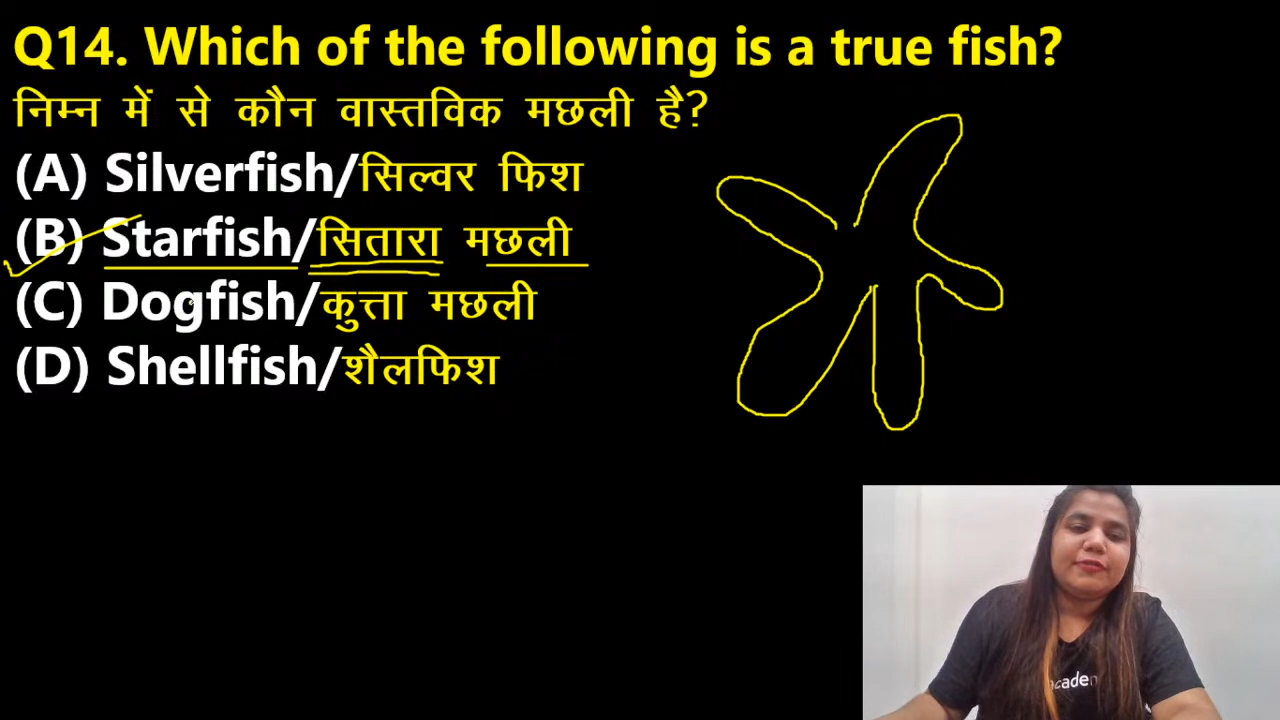 Q14. Which of the following is a true fish?
निम्न में से कौन वास्तविक मछली है?
(A) Silverfish/सिल्वर फिश
(B) Starfish/सितारा मछली
(C) Dogfish/कुत्ता मछली
(D) Shellfish/शैलफिश